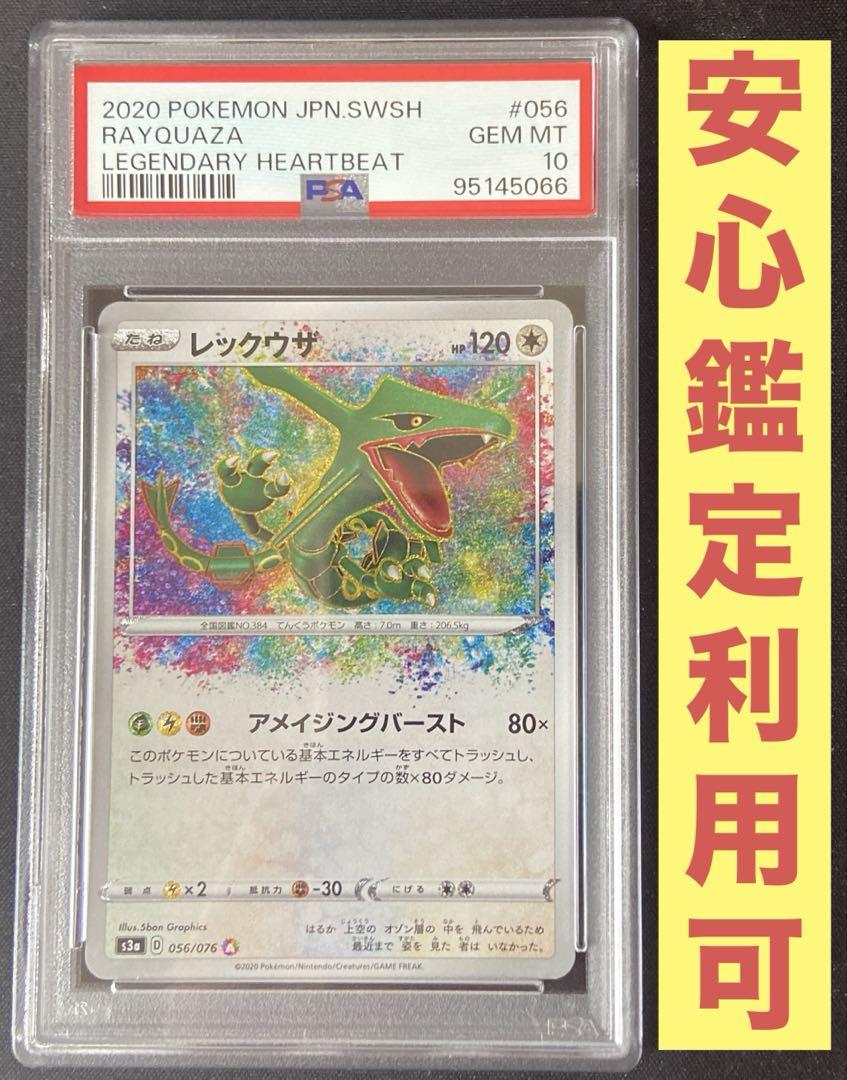 2020 POKEMON JPN.SWSH #056
RAYQUAZA GEM MT
LEGENDARY HEARTBEAT 10
PSA 95145066
たね レックウザ HP 120
全国図鑑NO.384 てんくうポケモン 高さ:7.0m 重さ:206.5kg
アメイジングバースト 80×
このポケモンについている基本エネルギーをすべてトラッシュし、
トラッシュした基本エネルギーのタイプの数×80ダメージ。
弱点 ×2 抵抗力 -30 にげる
Illus.5ban Graphics
はるか 上空の オゾン層の 中を 飛んでいるため
最近まで 姿を 見た 者は いなかった。
s3a D 056/076 A
©2020 Pokémon/Nintendo/Creatures/GAME FREAK.
PSA
安心鑑定利用可